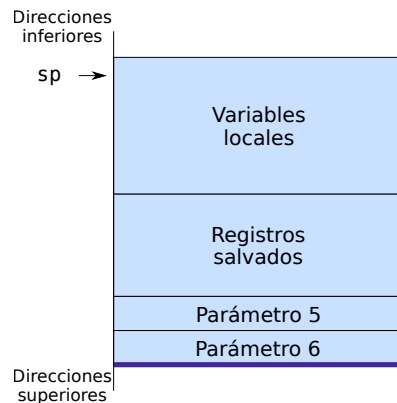 Direcciones
inferiores
sp
Variables
locales
Registros
salvados
Parámetro 5
Parámetro 6
Direcciones
superiores